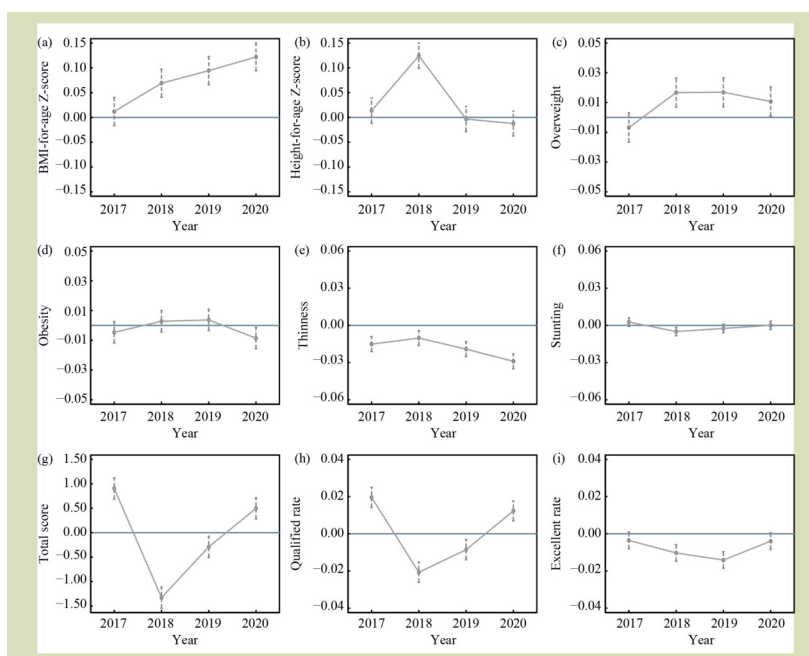 (a)
BMI-for-age Z-score
0.15
0.10
0.05
0.00
−0.05
−0.10
−0.15
2017 2018 2019 2020
Year
(b)
Height-for-age Z-score
0.15
0.10
0.05
0.00
−0.05
−0.10
−0.15
2017 2018 2019 2020
Year
(c)
Overweight
0.05
0.03
0.01
−0.01
−0.03
−0.05
2017 2018 2019 2020
Year
(d)
Obesity
0.05
0.03
0.01
−0.01
−0.03
−0.05
2017 2018 2019 2020
Year
(e)
Thinness
0.06
0.03
0.00
−0.03
−0.06
2017 2018 2019 2020
Year
(f)
Stunting
0.06
0.03
0.00
−0.03
−0.06
2017 2018 2019 2020
Year
(g)
Total score
1.50
1.00
0.50
0.00
−0.50
−1.00
−1.50
2017 2018 2019 2020
Year
(h)
Qualified rate
0.04
0.02
0.00
−0.02
−0.04
2017 2018 2019 2020
Year
(i)
Excellent rate
0.04
0.02
−0.00
−0.02
−0.04
2017 2018 2019 2020
Year